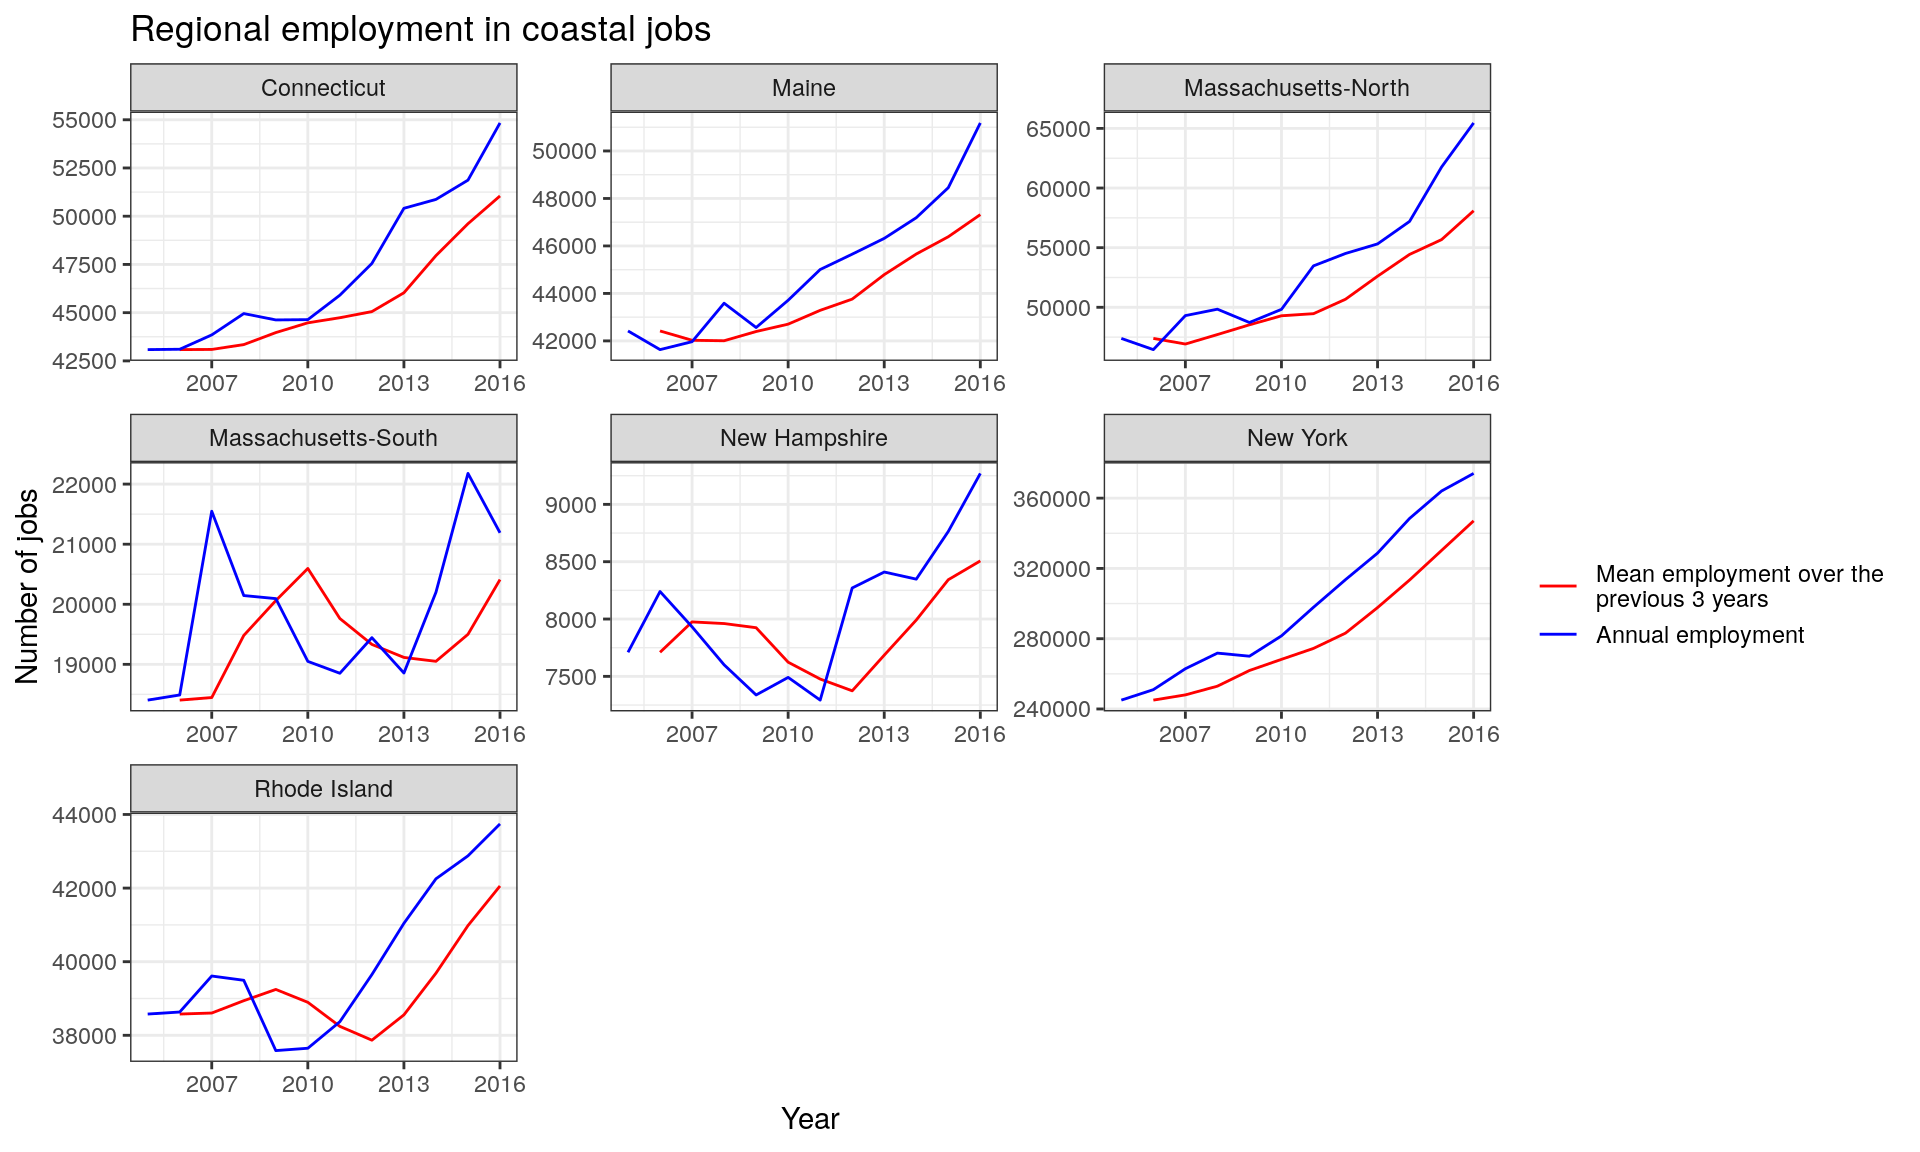 Regional employment in coastal jobs
Connecticut
Maine
Massachusetts-North
55000
52500
50000
47500
45000
42500
2007 2010 2013 2016
50000
48000
46000
44000
42000
2007 2010 2013 2016
65000
60000
55000
50000
2007 2010 2013 2016
Number of jobs
Massachusetts-South
New Hampshire
New York
22000
21000
20000
19000
2007 2010 2013 2016
9000
8500
8000
7500
2007 2010 2013 2016
360000
320000
280000
240000
2007 2010 2013 2016
Mean employment over the
previous 3 years
Annual employment
Rhode Island
44000
42000
40000
38000
2007 2010 2013 2016
Year